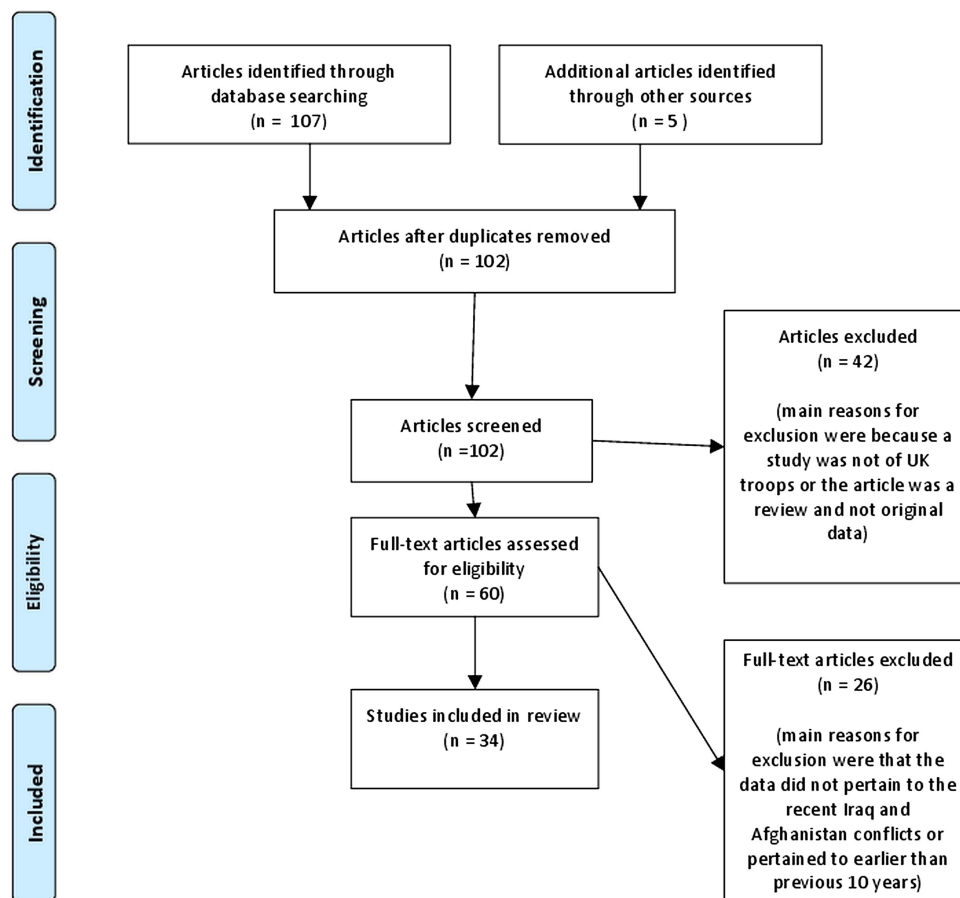 Identification
Articles identified through
database searching
(n = 107)
Additional articles identified
through other sources
(n = 5 )
Articles after duplicates removed
(n = 102)
Screening
Articles screened
(n =102)
Articles excluded
(n = 42)
(main reasons for
exclusion were because a
study was not of UK
troops or the article was a
review and not original
data)
Eligibility
Full-text articles assessed
for eligibility
(n = 60)
Full-text articles excluded
(n = 26)
(main reasons for
exclusion were that the
data did not pertain to the
recent Iraq and
Afghanistan conflicts or
pertained to earlier than
previous 10 years)
Included
Studies included in review
(n = 34)